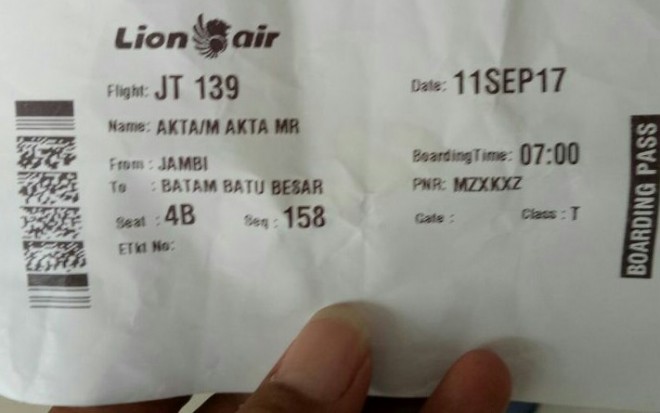 Lion air
Flight: JT 139
Date: 11SEP17
Name: AKTA/M AKTA MR
From : JAMBI
BoardingTime: 07:00
To : BATAM BATU BESAR
PNR: MZXKXZ
Seat : 4B Seq : 158
Gate : Class : T
ETkt No:
BOARDING PASS